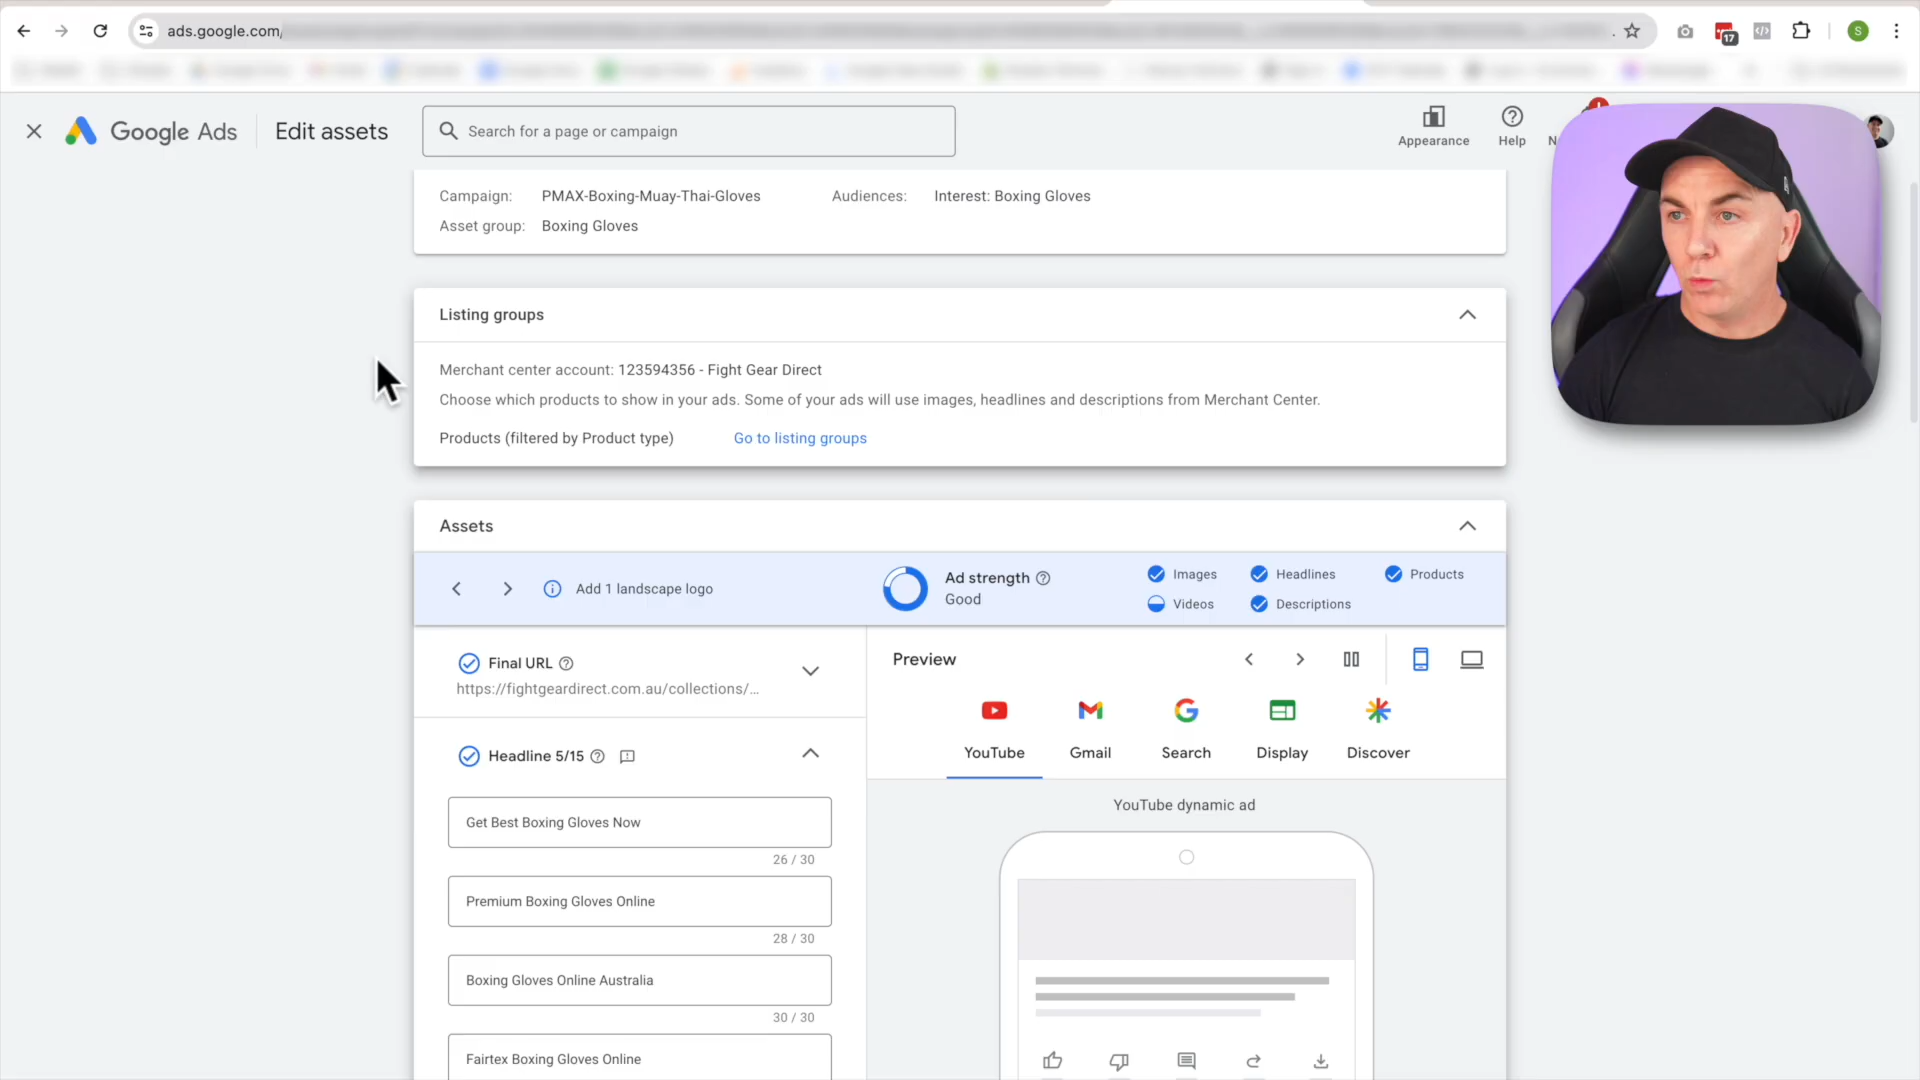 ads.google.com/
17
S
Google Ads
Edit assets
Search for a page or campaign
Appearance
Help
Campaign: PMAX-Boxing-Muay-Thai-Gloves Audiences: Interest: Boxing Gloves
Asset group: Boxing Gloves
Listing groups
Merchant center account: 123594356 - Fight Gear Direct
Choose which products to show in your ads. Some of your ads will use images, headlines and descriptions from Merchant Center.
Products (filtered by Product type) Go to listing groups
Assets
Add 1 landscape logo
Ad strength
Good
Images Headlines Products
Videos Descriptions
Final URL
https://fightgeardirect.com.au/collections/...
Preview
YouTube Gmail Search Display Discover
Headline 5/15
YouTube dynamic ad
Get Best Boxing Gloves Now
26 / 30
Premium Boxing Gloves Online
28 / 30
Boxing Gloves Online Australia
30 / 30
Fairtex Boxing Gloves Online